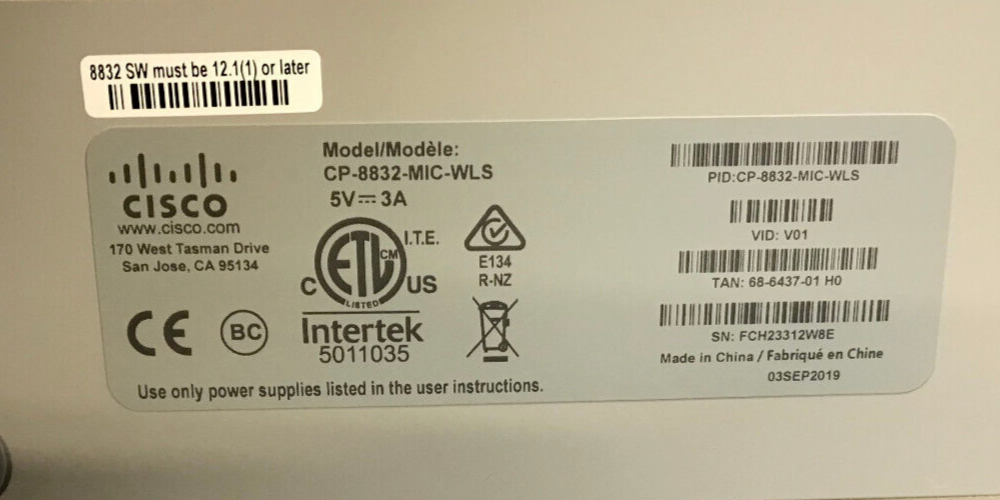 8832 SW must be 12.1(1) or later
CISCO
www.cisco.com
170 West Tasman Drive
San Jose, CA 95134
CE
BC
Model/Modèle:
CP-8832-MIC-WLS
5V⎓3A
ETL
CM
I.T.E.
C
US
LISTED
Intertek
5011035
E134
R-NZ
Use only power supplies listed in the user instructions.
PID:CP-8832-MIC-WLS
VID: V01
TAN: 68-6437-01 H0
SN: FCH23312W8E
Made in China / Fabriqué en Chine
03SEP2019